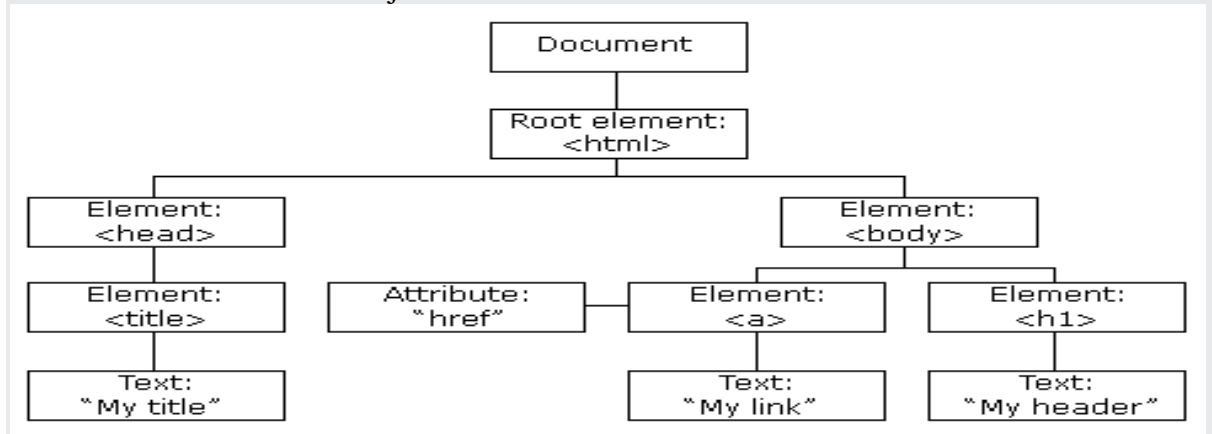 Document
Root element:
<html>
Element:
<head>
Element:
<body>
Element:
<title>
Attribute:
“href”
Element:
<a>
Element:
<h1>
Text:
“My title”
Text:
“My link”
Text:
“My header”